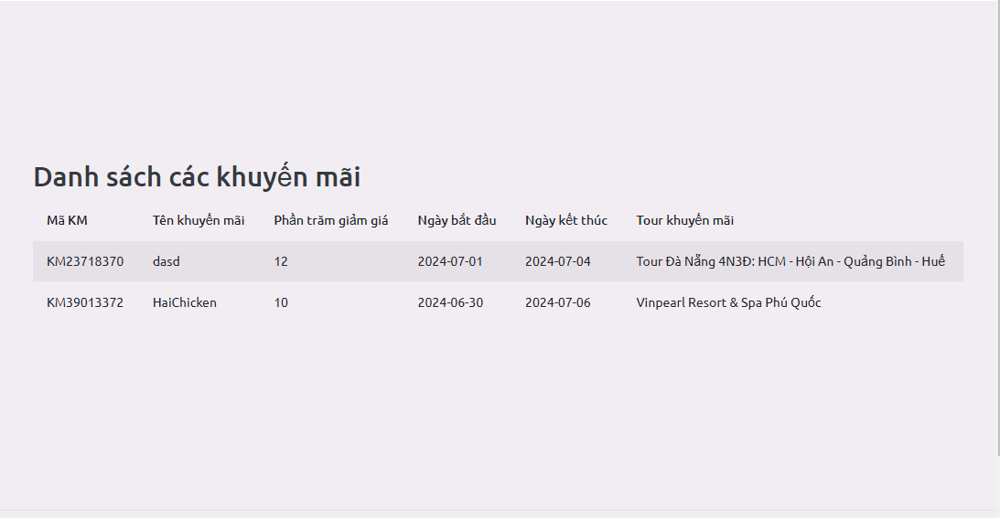 Danh sách các khuyến mãi
Mã KM Tên khuyến mãi Phần trăm giảm giá Ngày bắt đầu Ngày kết thúc Tour khuyến mãi
KM23718370 dasd 12 2024-07-01 2024-07-04 Tour Đà Nẵng 4N3Đ: HCM - Hội An - Quảng Bình - Huế
KM39013372 HaiChicken 10 2024-06-30 2024-07-06 Vinpearl Resort & Spa Phú Quốc